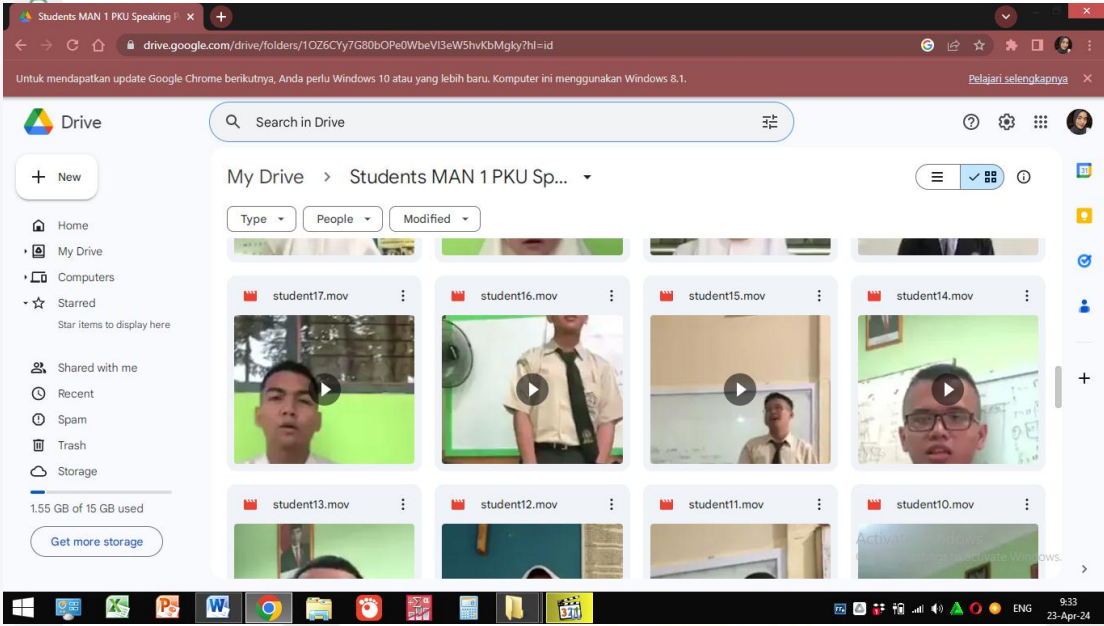 Students MAN 1 PKU Speaking P
drive.google.com/drive/folders/1OZ6CYy7G80bOPe0WbeVI3eW5hvKbMgky?hl=id
Untuk mendapatkan update Google Chrome berikutnya, Anda perlu Windows 10 atau yang lebih baru. Komputer ini menggunakan Windows 8.1.
Pelajari selengkapnya
Drive
Search in Drive
New
My Drive > Students MAN 1 PKU Sp...
Type
People
Modified
Home
My Drive
Computers
Starred
Star items to display here
Shared with me
Recent
Spam
Trash
Storage
1.55 GB of 15 GB used
Get more storage
student17.mov
student16.mov
student15.mov
student14.mov
student13.mov
student12.mov
student11.mov
student10.mov
31
321
ENG
9:33
23-Apr-24